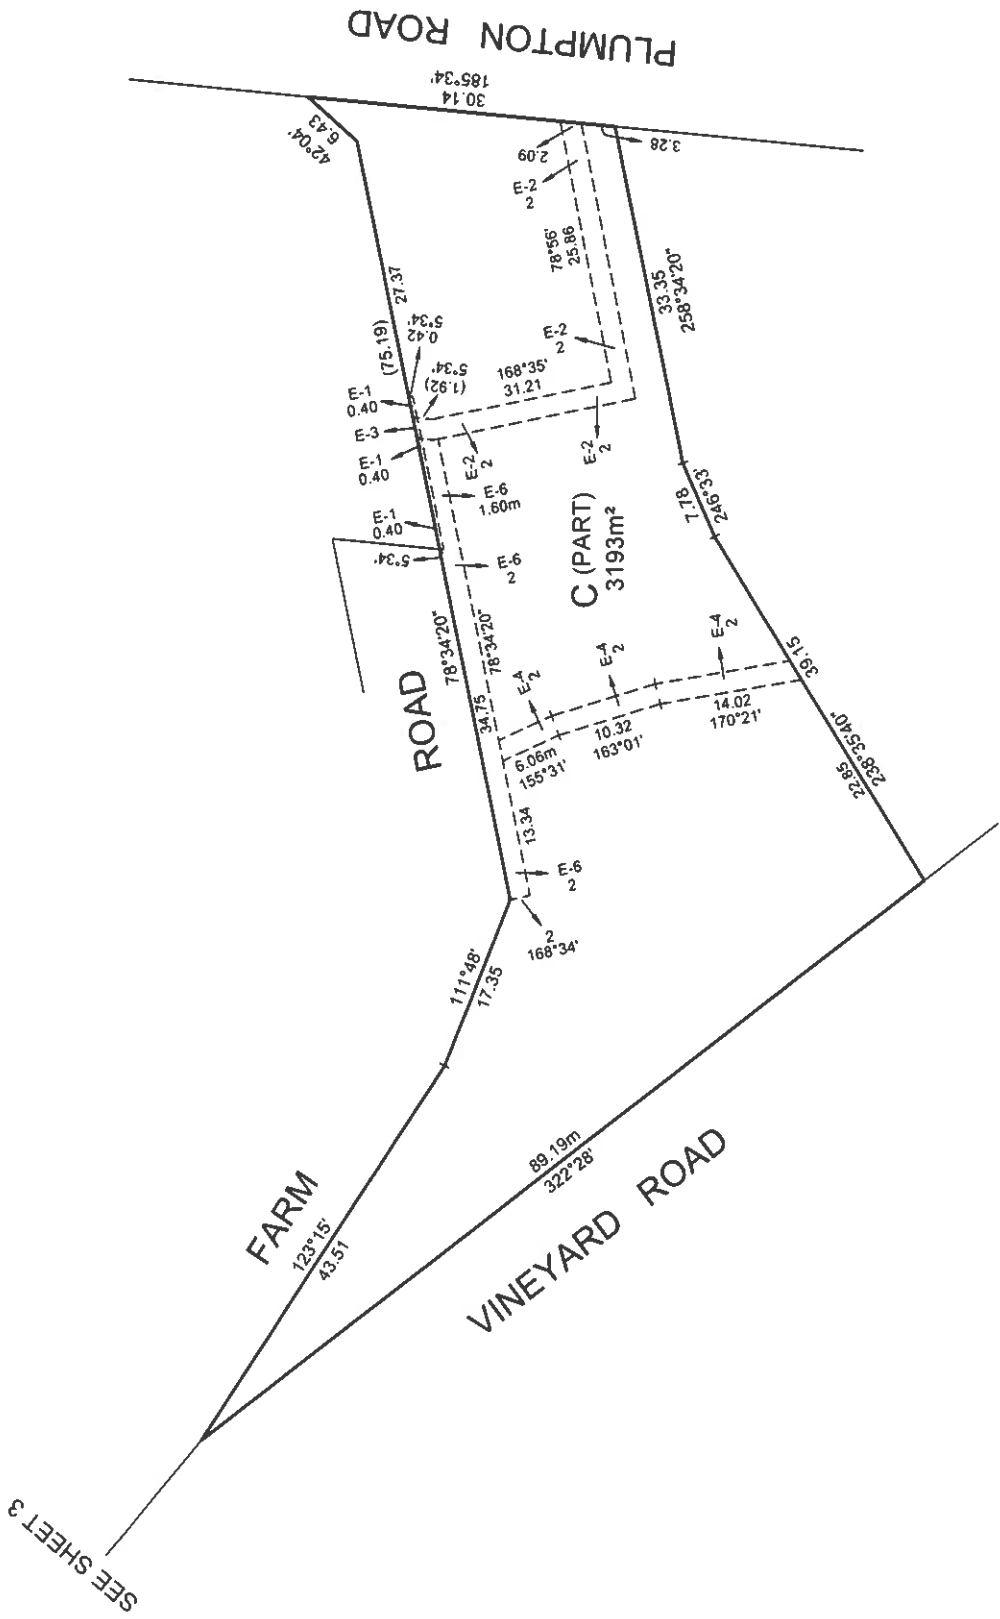 PLUMPTON ROAD
185°34'
30.14
42°04'
6.43
3.28
2.09
E-2
2
78°56'
25.86
27.37
(75.19)
5°34'
0.42
5°34'
(1.92)
E-1
0.40
E-3
E-1
0.40
E-1
0.40
5°34'
E-2
2
168°35'
31.21
E-2
2
E-2
2
33.35
258°34'20"
E-6
1.60m
E-6
2
C (PART)
3193m²
7.78
246°33'
ROAD
78°34'20"
34.75
78°34'20"
E-4
2
E-4
2
E-4
2
6.06m
155°31'
10.32
163°01'
14.02
170°21'
39.15
22.85
238°35'40"
13.34
E-6
2
2
168°34'
111°48'
17.35
FARM
123°15'
43.51
89.19m
322°28'
VINEYARD ROAD
SEE SHEET 3